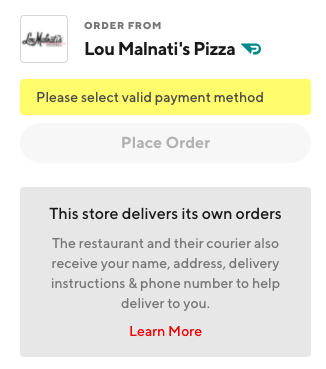 ORDER FROM
Lou Malnati's
Lou Malnati's Pizza
Please select valid payment method
Place Order
This store delivers its own orders
The restaurant and their courier also
receive your name, address, delivery
instructions & phone number to help
deliver to you.
Learn More